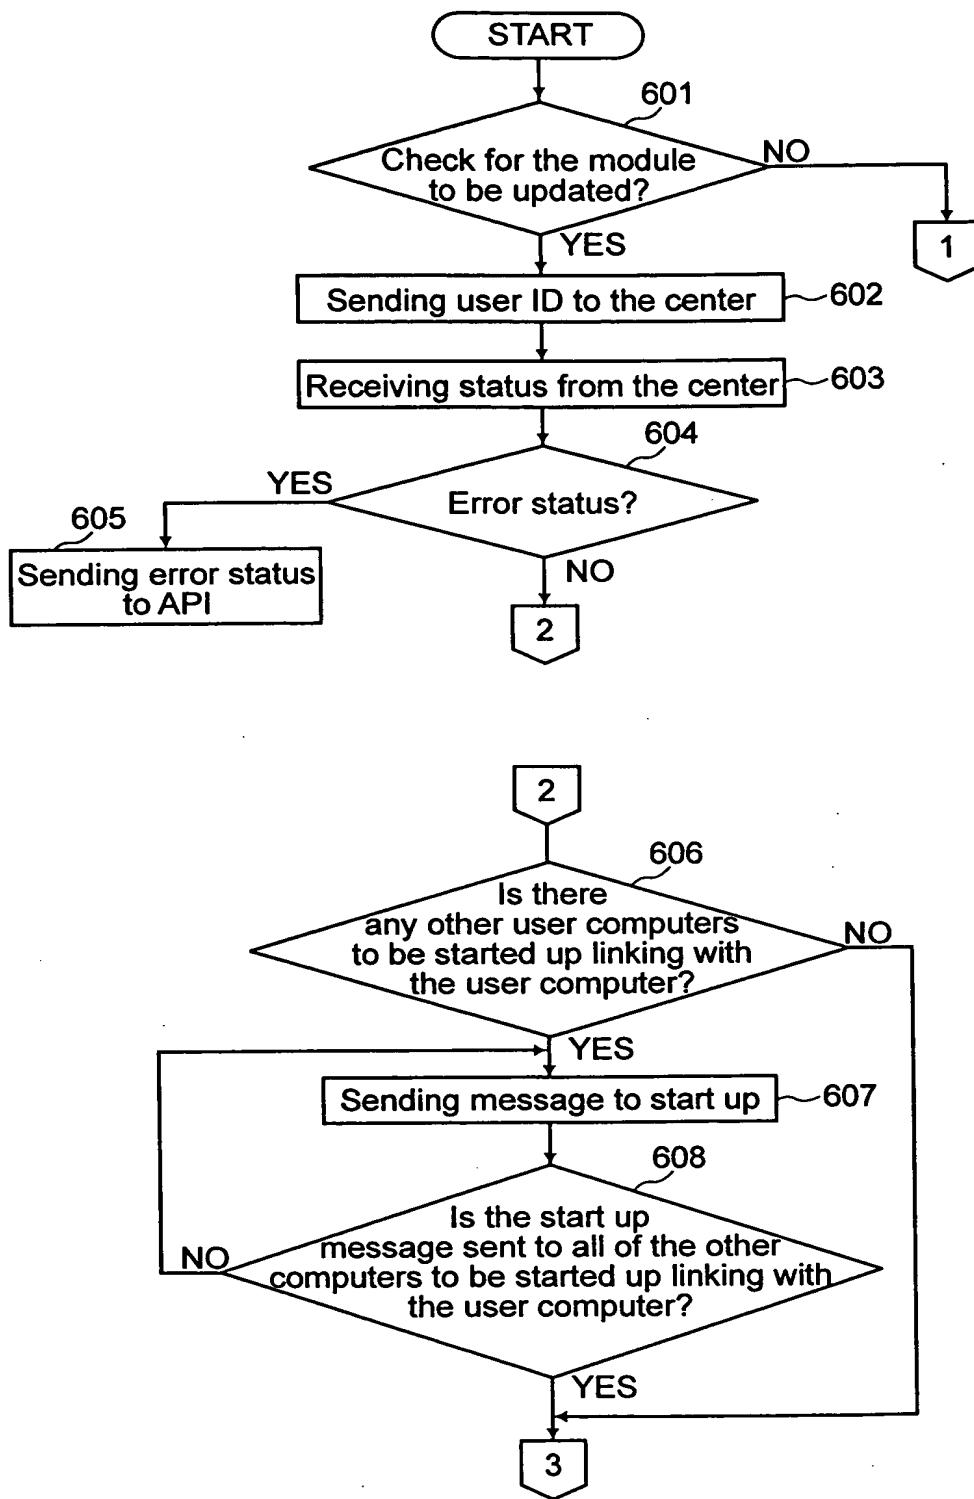 START
601
Check for the module
to be updated?
NO
1
YES
Sending user ID to the center
602
Receiving status from the center
603
604
YES
Error status?
605
Sending error status
to API
NO
2
2
606
Is there
any other user computers
to be started up linking with
the user computer?
NO
YES
Sending message to start up
607
608
Is the start up
message sent to all of the other
computers to be started up linking with
the user computer?
NO
YES
3